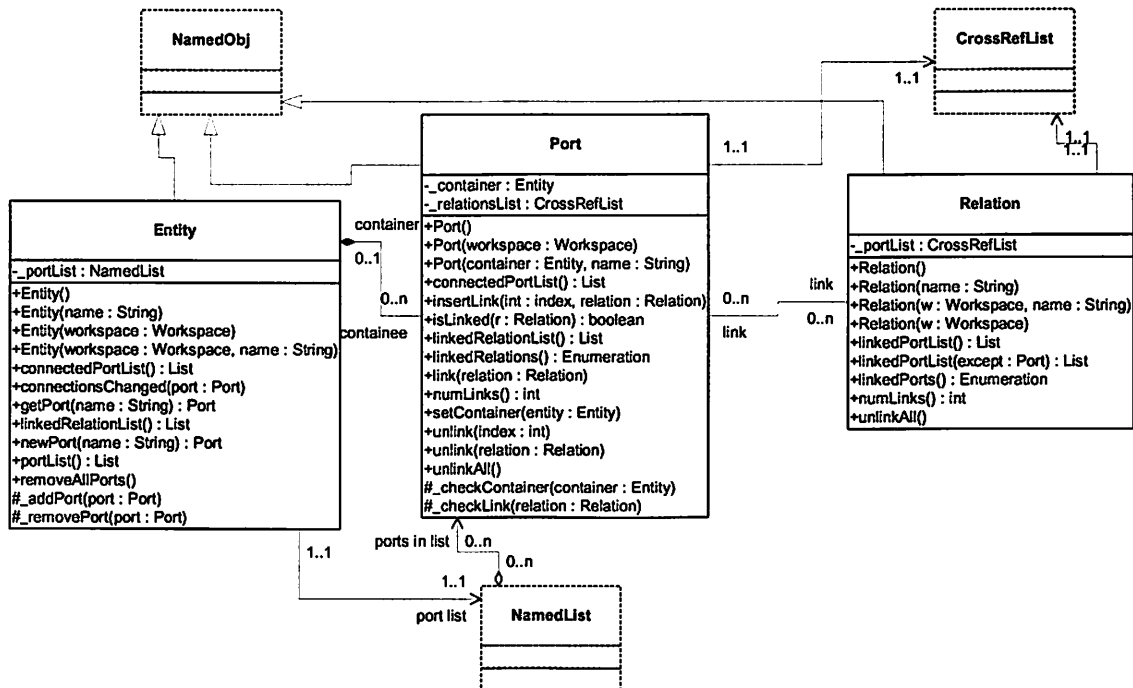 NamedObj
CrossRefList
1..1
1..1
1..1
1..1
Port
-_container : Entity
-_relationsList : CrossRefList
+Port()
+Port(workspace : Workspace)
+Port(container : Entity, name : String)
+connectedPortList() : List
+insertLink(int : index, relation : Relation)
+isLinked(r : Relation) : boolean
+linkedRelationList() : List
+linkedRelations() : Enumeration
+link(relation : Relation)
+numLinks() : int
+setContainer(entity : Entity)
+unlink(index : int)
+unlink(relation : Relation)
+unlinkAll()
#_checkContainer(container : Entity)
#_checkLink(relation : Relation)
Entity
-_portList : NamedList
+Entity()
+Entity(name : String)
+Entity(workspace : Workspace)
+Entity(workspace : Workspace, name : String)
+connectedPortList() : List
+connectionsChanged(port : Port)
+getPort(name : String) : Port
+linkedRelationList() : List
+newPort(name : String) : Port
+portList() : List
+removeAllPorts()
#_addPort(port : Port)
#_removePort(port : Port)
container
0..1
0..n
containee
Relation
-_portList : CrossRefList
+Relation()
+Relation(name : String)
+Relation(w : Workspace, name : String)
+Relation(w : Workspace)
+linkedPortList() : List
+linkedPortList(except : Port) : List
+linkedPorts() : Enumeration
+numLinks() : int
+unlinkAll()
link
0..n
0..n
link
1..1
ports in list
0..n
0..n
1..1
port list
NamedList